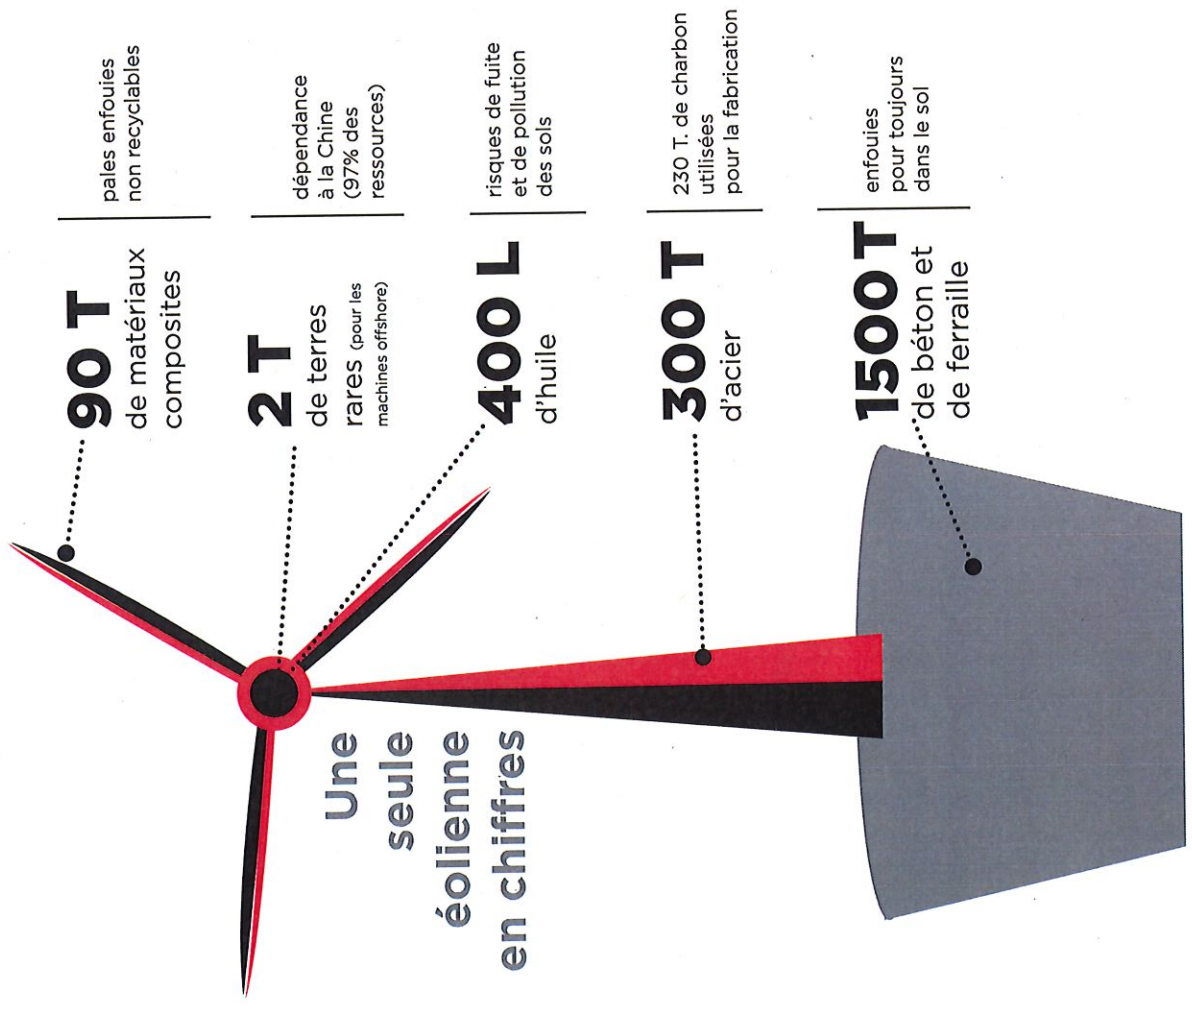 Une
seule
éolienne
en chiffres
90 T
de matériaux
composites
pales enfouies
non recyclables
2 T
de terres
rares (pour les
machines offshore)
dépendance
à la Chine
(97% des
ressources)
400 L
d'huile
risques de fuite
et de pollution
des sols
300 T
d'acier
230 T. de charbon
utilisées
pour la fabrication
1500 T
de béton et
de ferraille
enfouies
pour toujours
dans le sol